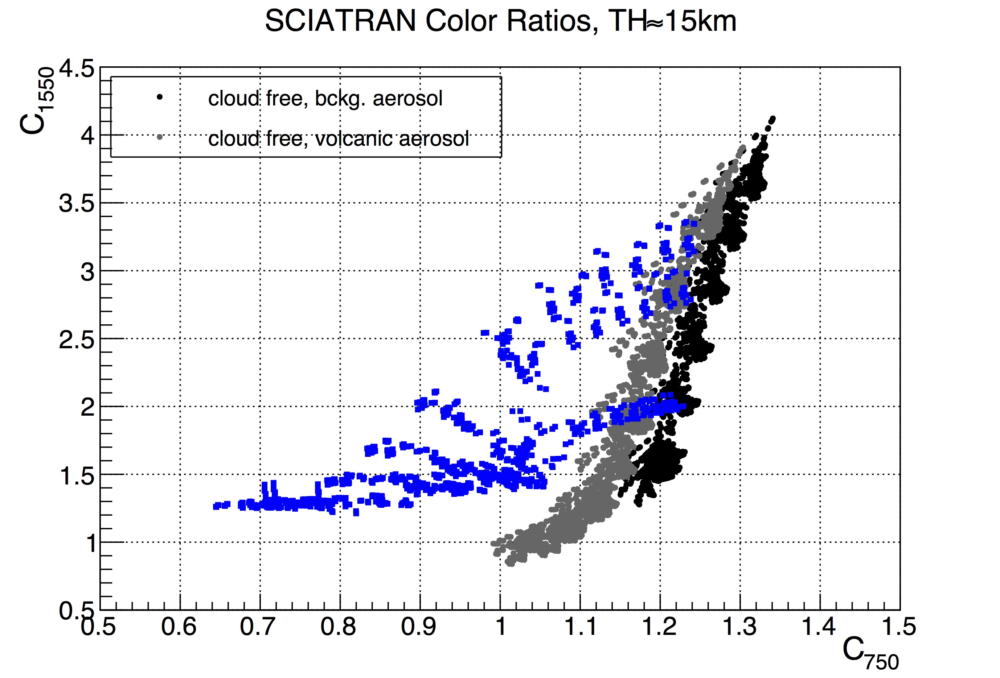 SCIATRAN Color Ratios, TH≈15km
C1550
cloud free, bckg. aerosol
cloud free, volcanic aerosol
4.5
4
3.5
3
2.5
2
1.5
1
0.5
0.5 0.6 0.7 0.8 0.9 1 1.1 1.2 1.3 1.4 1.5
C750